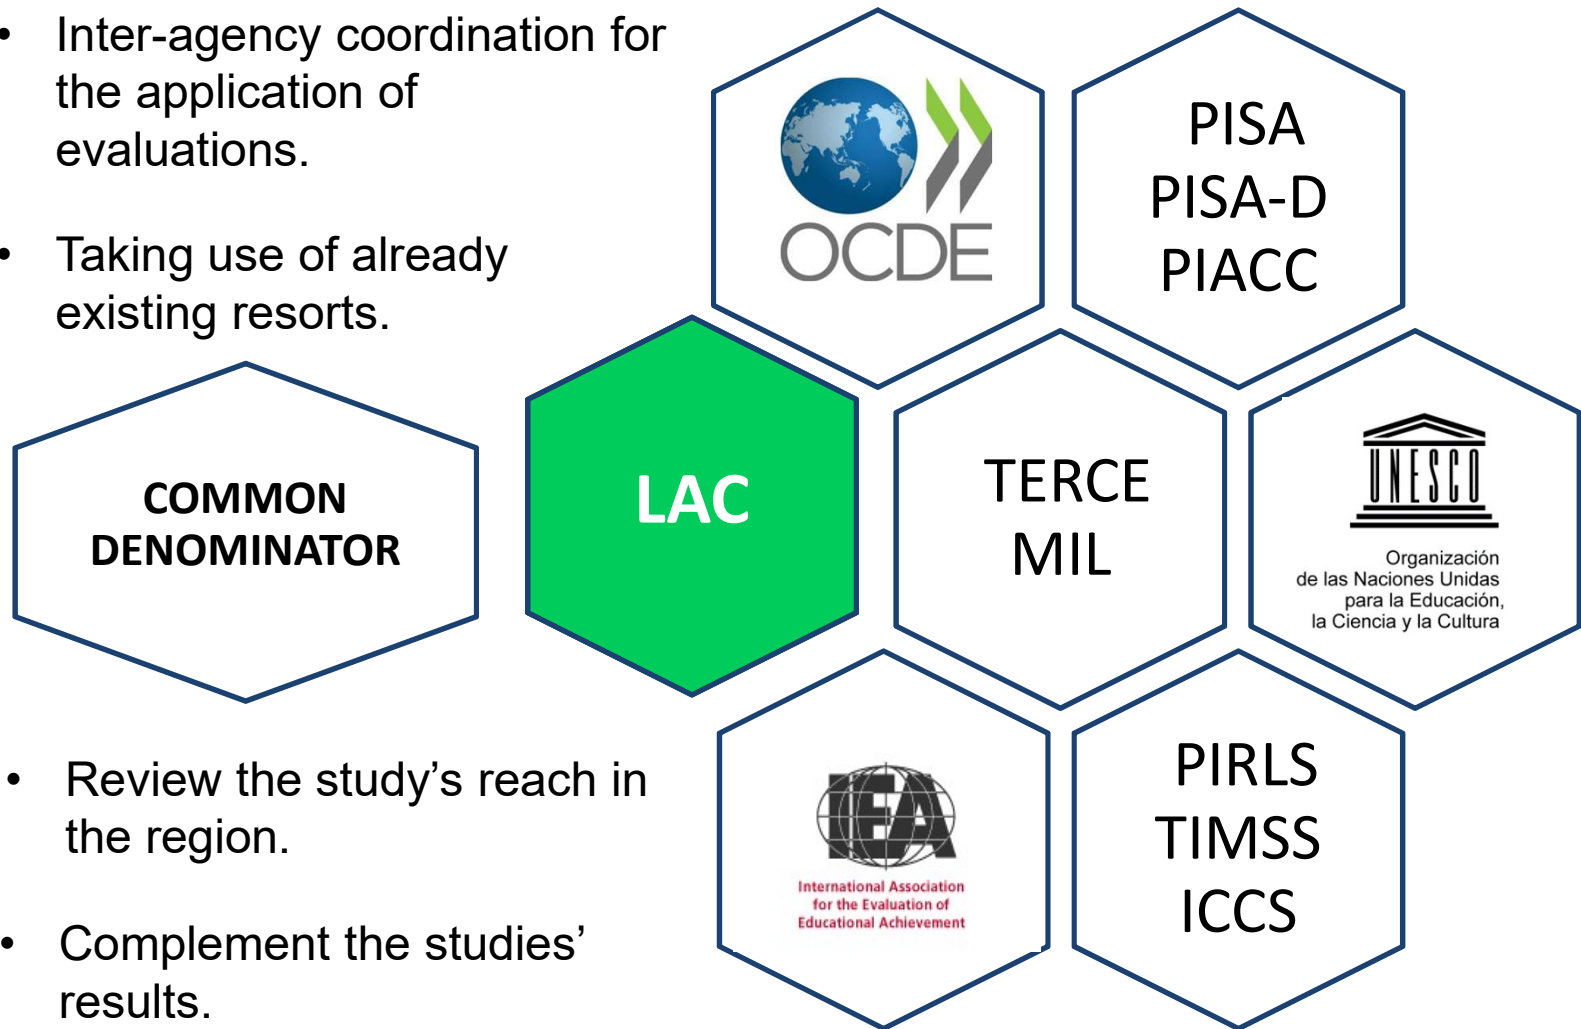 • Inter-agency coordination for
the application of
evaluations.
• Taking use of already
existing resorts.
COMMON
DENOMINATOR
• Review the study’s reach in
the region.
• Complement the studies’
results.
OCDE
PISA
PISA-D
PIACC
LAC
TERCE
MIL
UNESCO
Organización
de las Naciones Unidas
para la Educación,
la Ciencia y la Cultura
IEA
International Association
for the Evaluation of
Educational Achievement
PIRLS
TIMSS
ICCS